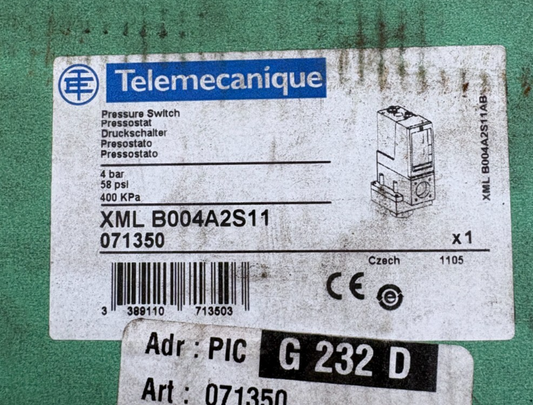 Telemecanique
Pressure Switch
Pressostat
Druckschalter
Presostato
Pressostato
4 bar
58 psi
400 KPa
XML B004A2S11
071350
x 1
XML B004A2S11AB
Czech 1105
3 389110 713503
CE
Adr : PIC G 232 D
Art : 071350